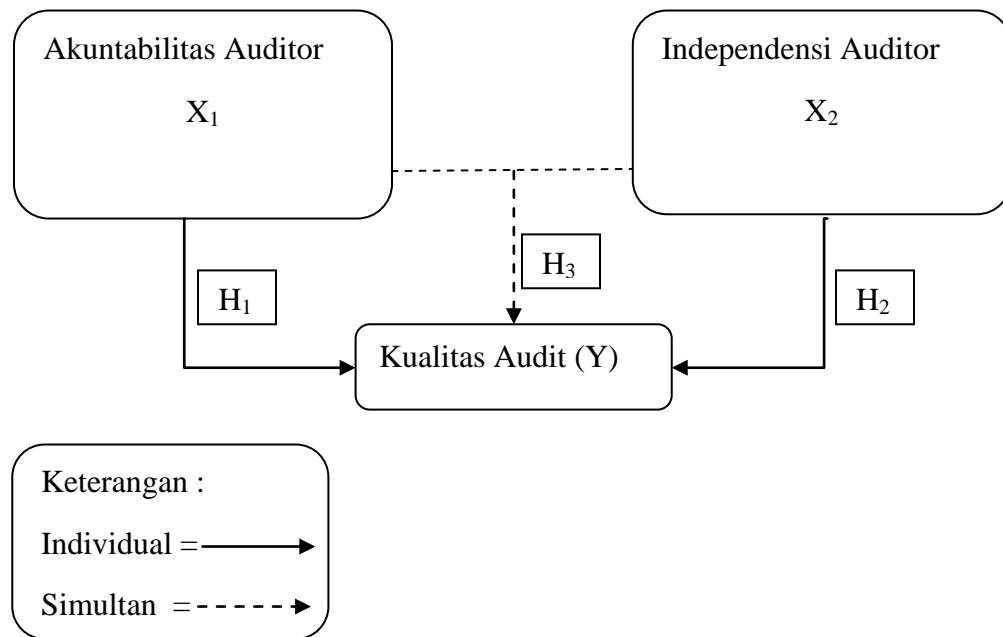 Akuntabilitas Auditor
X₁
Independensi Auditor
X₂
H₁
H₃
H₂
Kualitas Audit (Y)
Keterangan :
Individual =
Simultan =